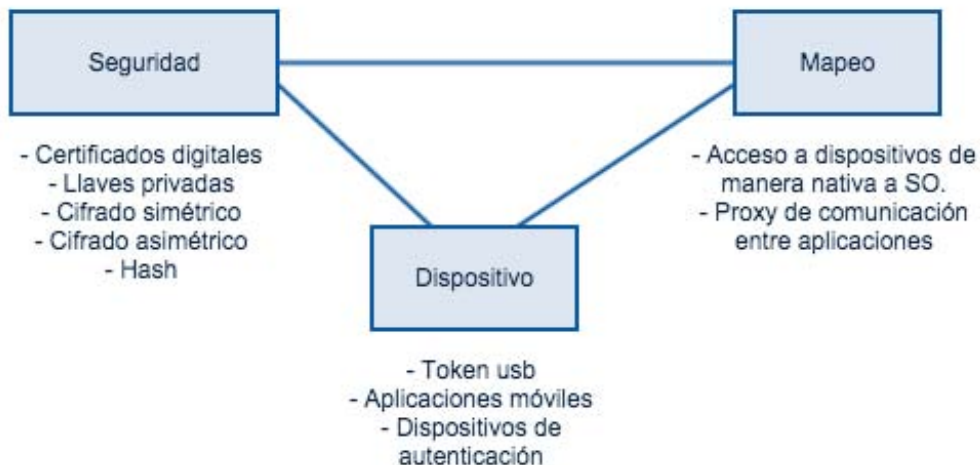 Seguridad
Mapeo
- Certificados digitales
- Llaves privadas
- Cifrado simétrico
- Cifrado asimétrico
- Hash
- Acceso a dispositivos de
manera nativa a SO.
- Proxy de comunicación
entre aplicaciones
Dispositivo
- Token usb
- Aplicaciones móviles
- Dispositivos de
autenticación